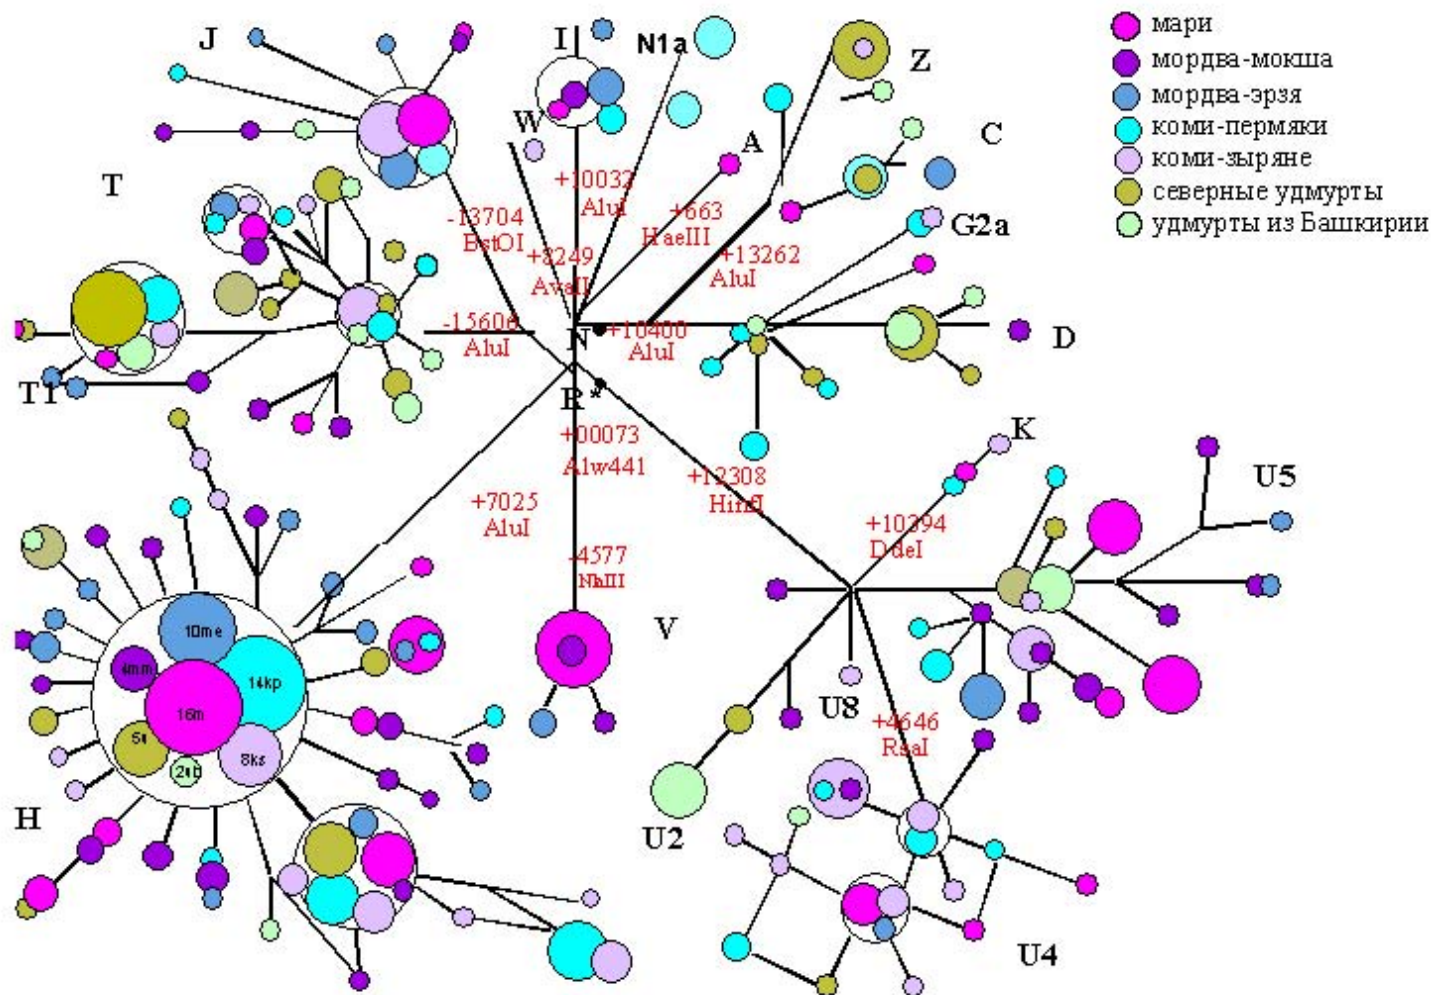 J
I
N1a
Z
W
A
C
T
G2a
D
T1
N
R*
K
U5
V
U8
H
U2
U4
мари
мордва-мокша
мордва-эрзя
коми-пермяки
коми-зыряне
северные удмурты
удмурты из Башкирии
+10032
AluI
-13704
BstOI
+663
HaeIII
+8249
AvaII
+13262
AluI
-15606
AluI
+10400
AluI
+00073
Alw441
+7025
AluI
+12308
HinfI
-4577
NlaIII
+10394
DdeI
+4646
RsaI
10me
4mm
14kp
16m
8ks